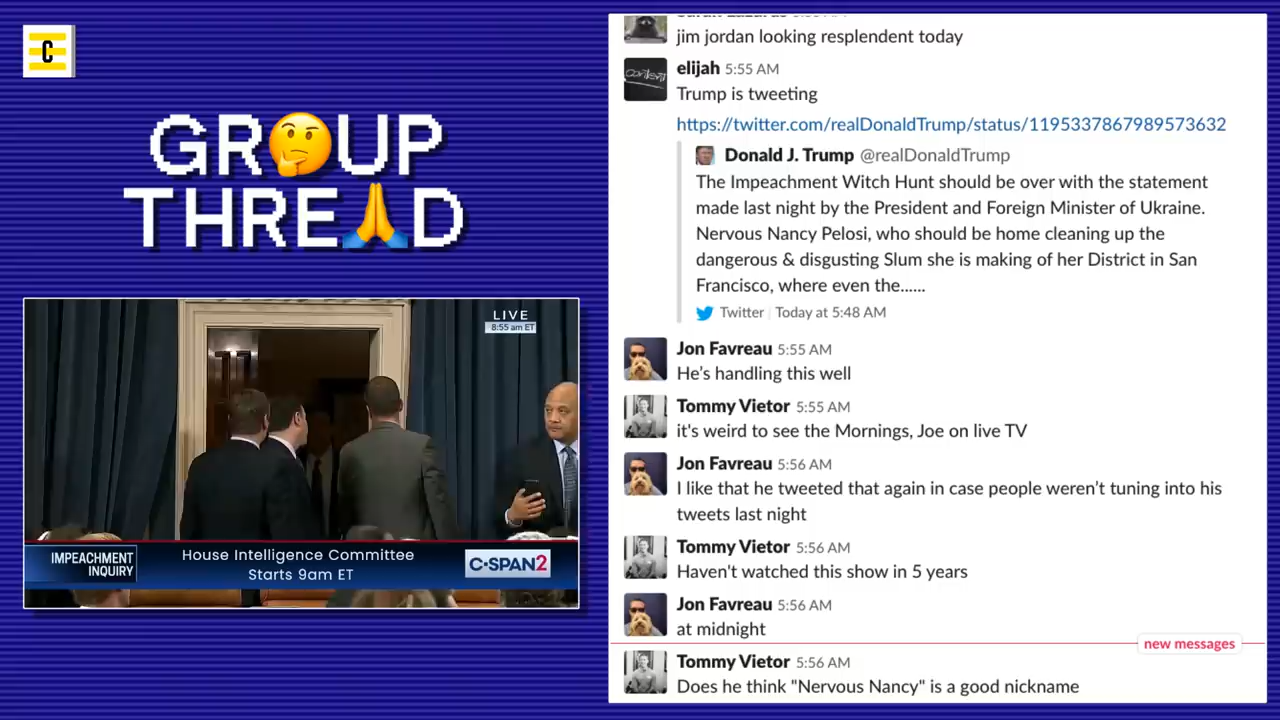 C
GR🤔UP
THRE🙏D
LIVE
8:55 am ET
IMPEACHMENT
INQUIRY
House Intelligence Committee
Starts 9am ET
C·SPAN2
jim jordan looking resplendent today
elijah 5:55 AM
content
Trump is tweeting
https://twitter.com/realDonaldTrump/status/1195337867989573632
Donald J. Trump @realDonaldTrump
The Impeachment Witch Hunt should be over with the statement
made last night by the President and Foreign Minister of Ukraine.
Nervous Nancy Pelosi, who should be home cleaning up the
dangerous & disgusting Slum she is making of her District in San
Francisco, where even the......
Twitter | Today at 5:48 AM
Jon Favreau 5:55 AM
He's handling this well
Tommy Vietor 5:55 AM
it's weird to see the Mornings, Joe on live TV
Jon Favreau 5:56 AM
I like that he tweeted that again in case people weren't tuning into his
tweets last night
Tommy Vietor 5:56 AM
Haven't watched this show in 5 years
Jon Favreau 5:56 AM
at midnight
new messages
Tommy Vietor 5:56 AM
Does he think "Nervous Nancy" is a good nickname